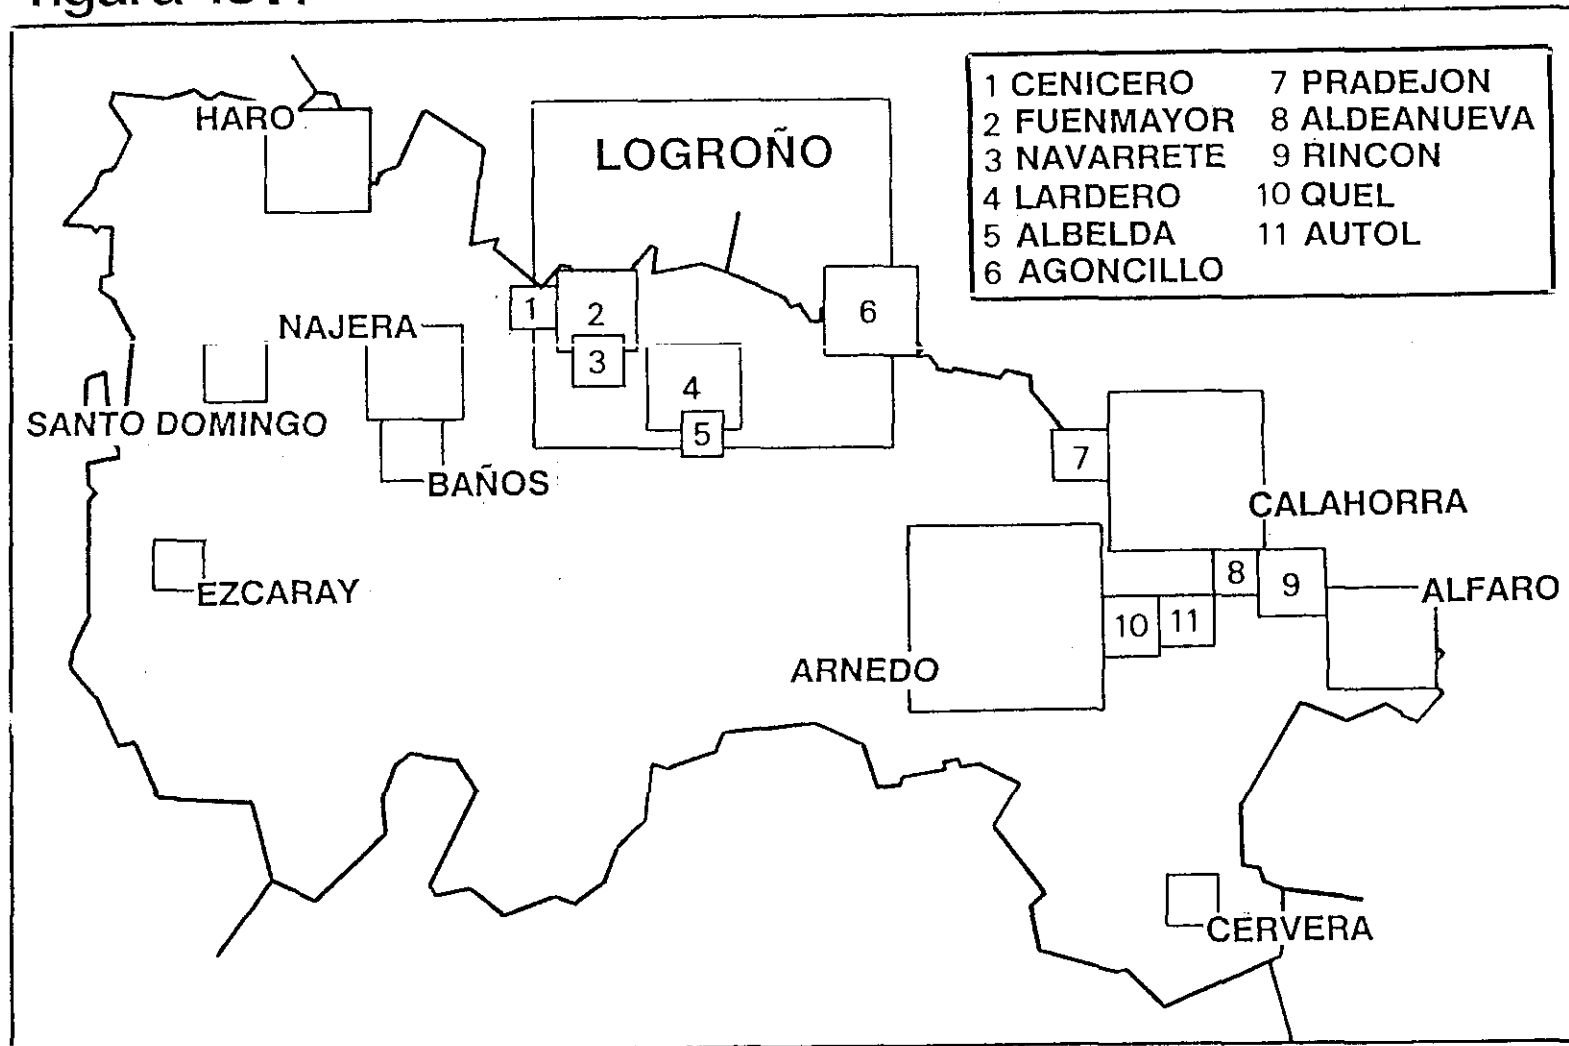 1 CENICERO 7 PRADEJON
2 FUENMAYOR 8 ALDEANUEVA
3 NAVARRETE 9 RINCON
4 LARDERO 10 QUEL
5 ALBELDA 11 AUTOL
6 AGONCILLO
HARO
LOGROÑO
1
2
3
4
5
6
NAJERA
SANTO DOMINGO
BAÑOS
7
CALAHORRA
EZCARAY
8
9
ALFARO
10
11
ARNEDO
CERVERA